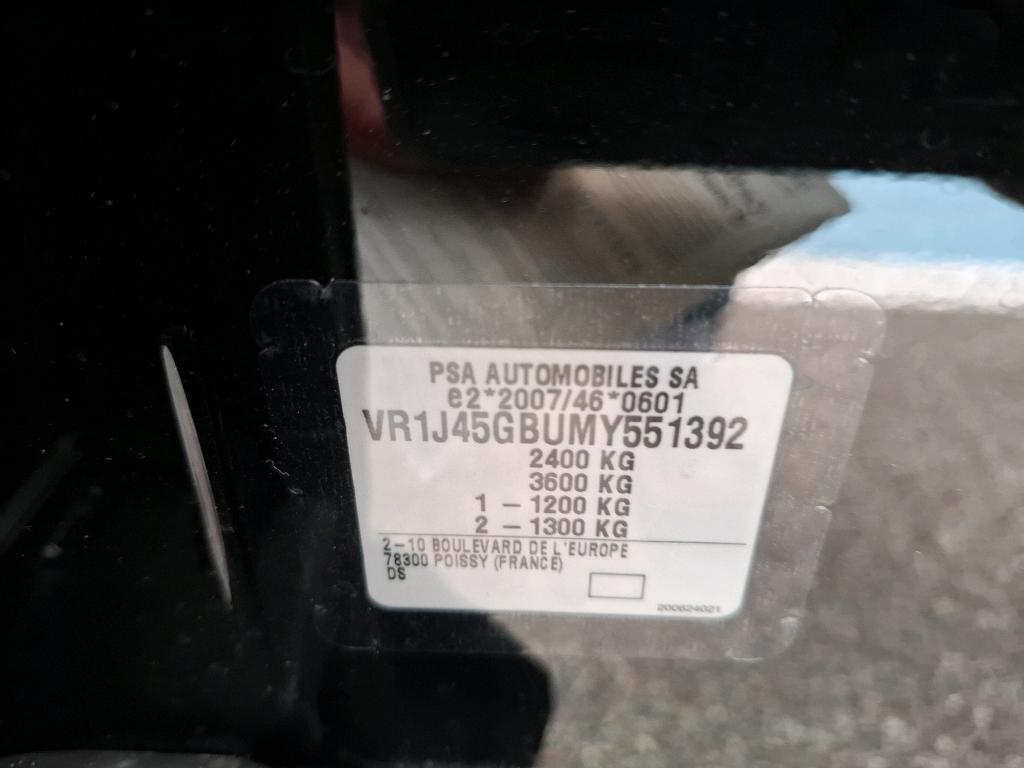 PSA AUTOMOBILES SA
e2*2007/46*0601
VR1J45GBUMY551392
2400 KG
3600 KG
1 - 1200 KG
2 - 1300 KG
2-10 BOULEVARD DE L'EUROPE
78300 POISSY (FRANCE)
DS
200624021